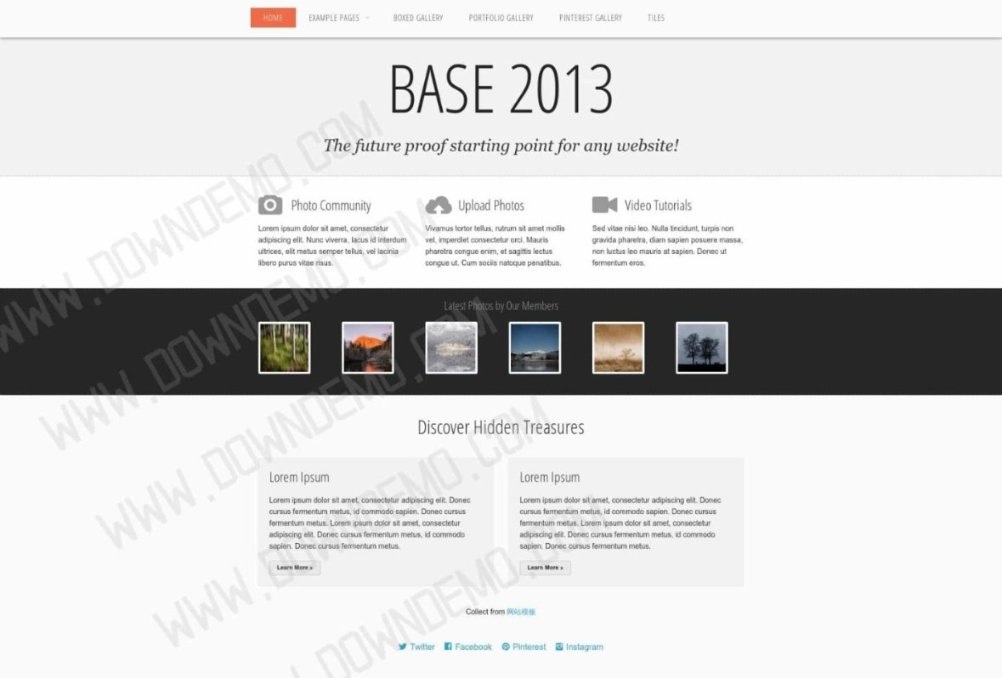 HOME EXAMPLE PAGES BOXED GALLERY PORTFOLIO GALLERY PINTEREST GALLERY TILES
BASE 2013
The future proof starting point for any website!
Photo Community
Lorem ipsum dolor sit amet, consectetur
adipiscing elit. Nunc viverra, lacus id interdum
ultrices, elit metus semper tellus, vel lacinia
libero purus vitae risus.
Upload Photos
Vivamus tortor tellus, rutrum sit amet mollis
vel, imperdiet consectetur orci. Mauris
pharetra congue enim, et sagittis lectus
congue ut. Cum sociis natoque penatibus.
Video Tutorials
Sed vitae nisi leo. Nulla tincidunt, turpis non
gravida pharetra, diam sapien posuere massa,
non luctus leo mauris at sapien. Donec ut
fermentum eros.
Latest Photos by Our Members
Discover Hidden Treasures
Lorem Ipsum
Lorem ipsum dolor sit amet, consectetur adipiscing elit. Donec
cursus fermentum metus, id commodo sapien. Donec cursus
fermentum metus. Lorem ipsum dolor sit amet, consectetur
adipiscing elit. Donec cursus fermentum metus, id commodo
sapien. Donec cursus fermentum metus.
Learn More »
Lorem Ipsum
Lorem ipsum dolor sit amet, consectetur adipiscing elit. Donec
cursus fermentum metus, id commodo sapien. Donec cursus
fermentum metus. Lorem ipsum dolor sit amet, consectetur
adipiscing elit. Donec cursus fermentum metus, id commodo
sapien. Donec cursus fermentum metus.
Learn More »
Collect from 网站模板
Twitter Facebook Pinterest Instagram
WWW.DOWNDEMO.COM
WWW.DOWNDEMO.COM
WWW.DOWNDEMO.COM
WWW.DOWNDEMO.COM
WWW.DOWNDEMO.COM